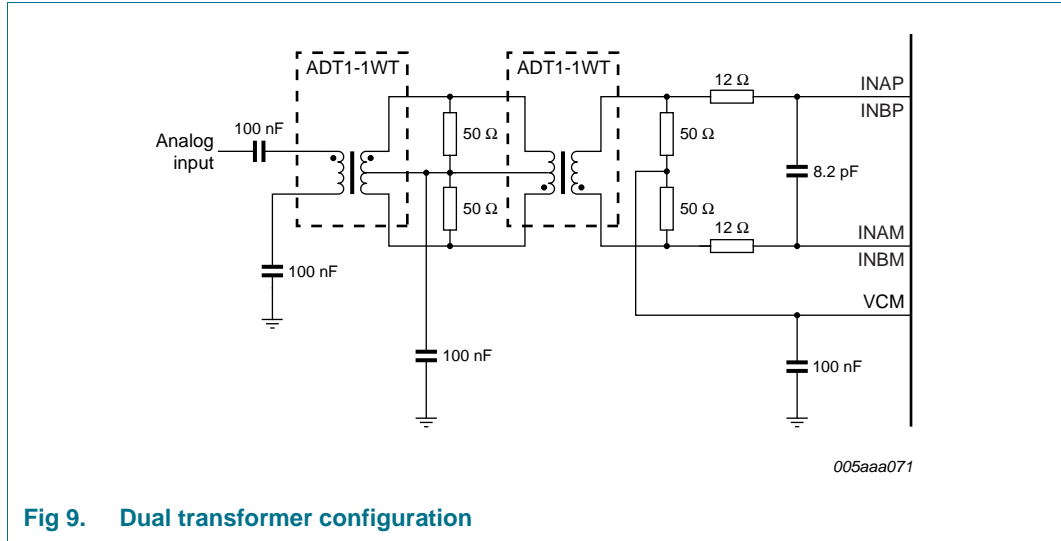 ADT1-1WT
ADT1-1WT
12 Ω
INAP
INBP
Analog
input
100 nF
50 Ω
50 Ω
8.2 pF
50 Ω
50 Ω
12 Ω
INAM
INBM
100 nF
VCM
100 nF
100 nF
005aaa071
Fig 9. Dual transformer configuration